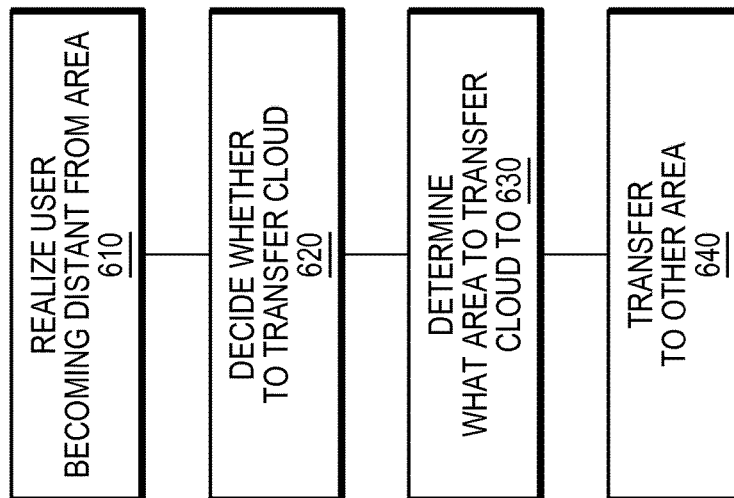 REALIZE USER
BECOMING DISTANT FROM AREA
610
DECIDE WHETHER
TO TRANSFER CLOUD
620
DETERMINE
WHAT AREA TO TRANSFER
CLOUD TO 630
TRANSFER
TO OTHER AREA
640